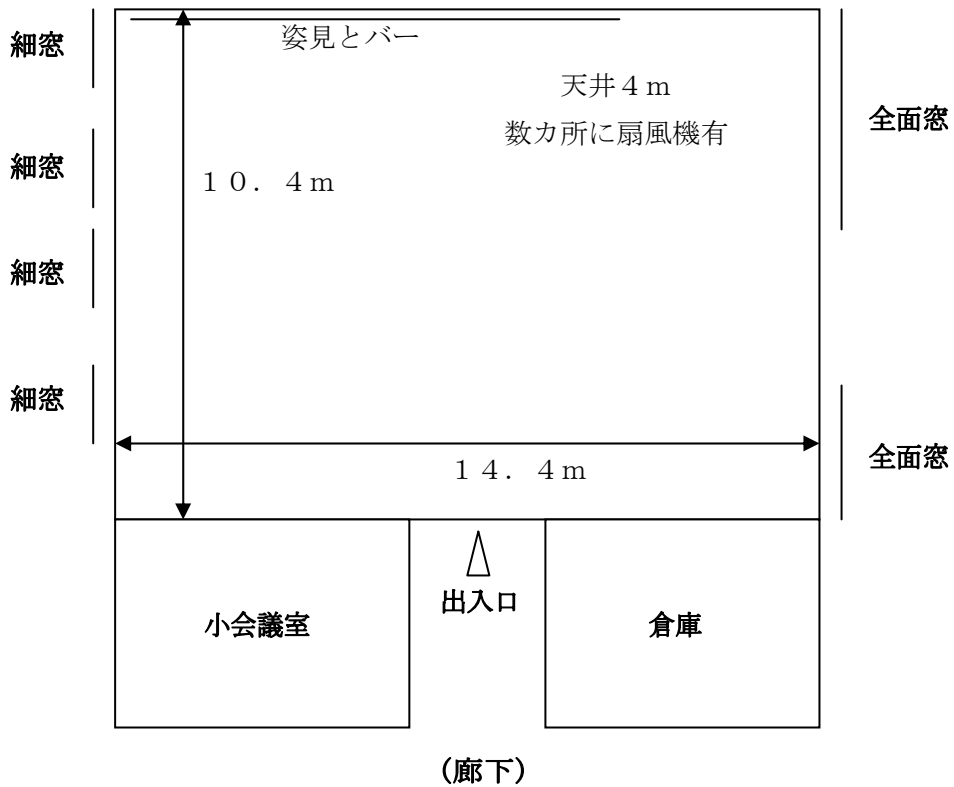 細窓
姿見とバー
天井4m
全面窓
数カ所に扇風機有
細窓
10.4m
細窓
細窓
14.4m
全面窓
出入口
小会議室
倉庫
(廊下)